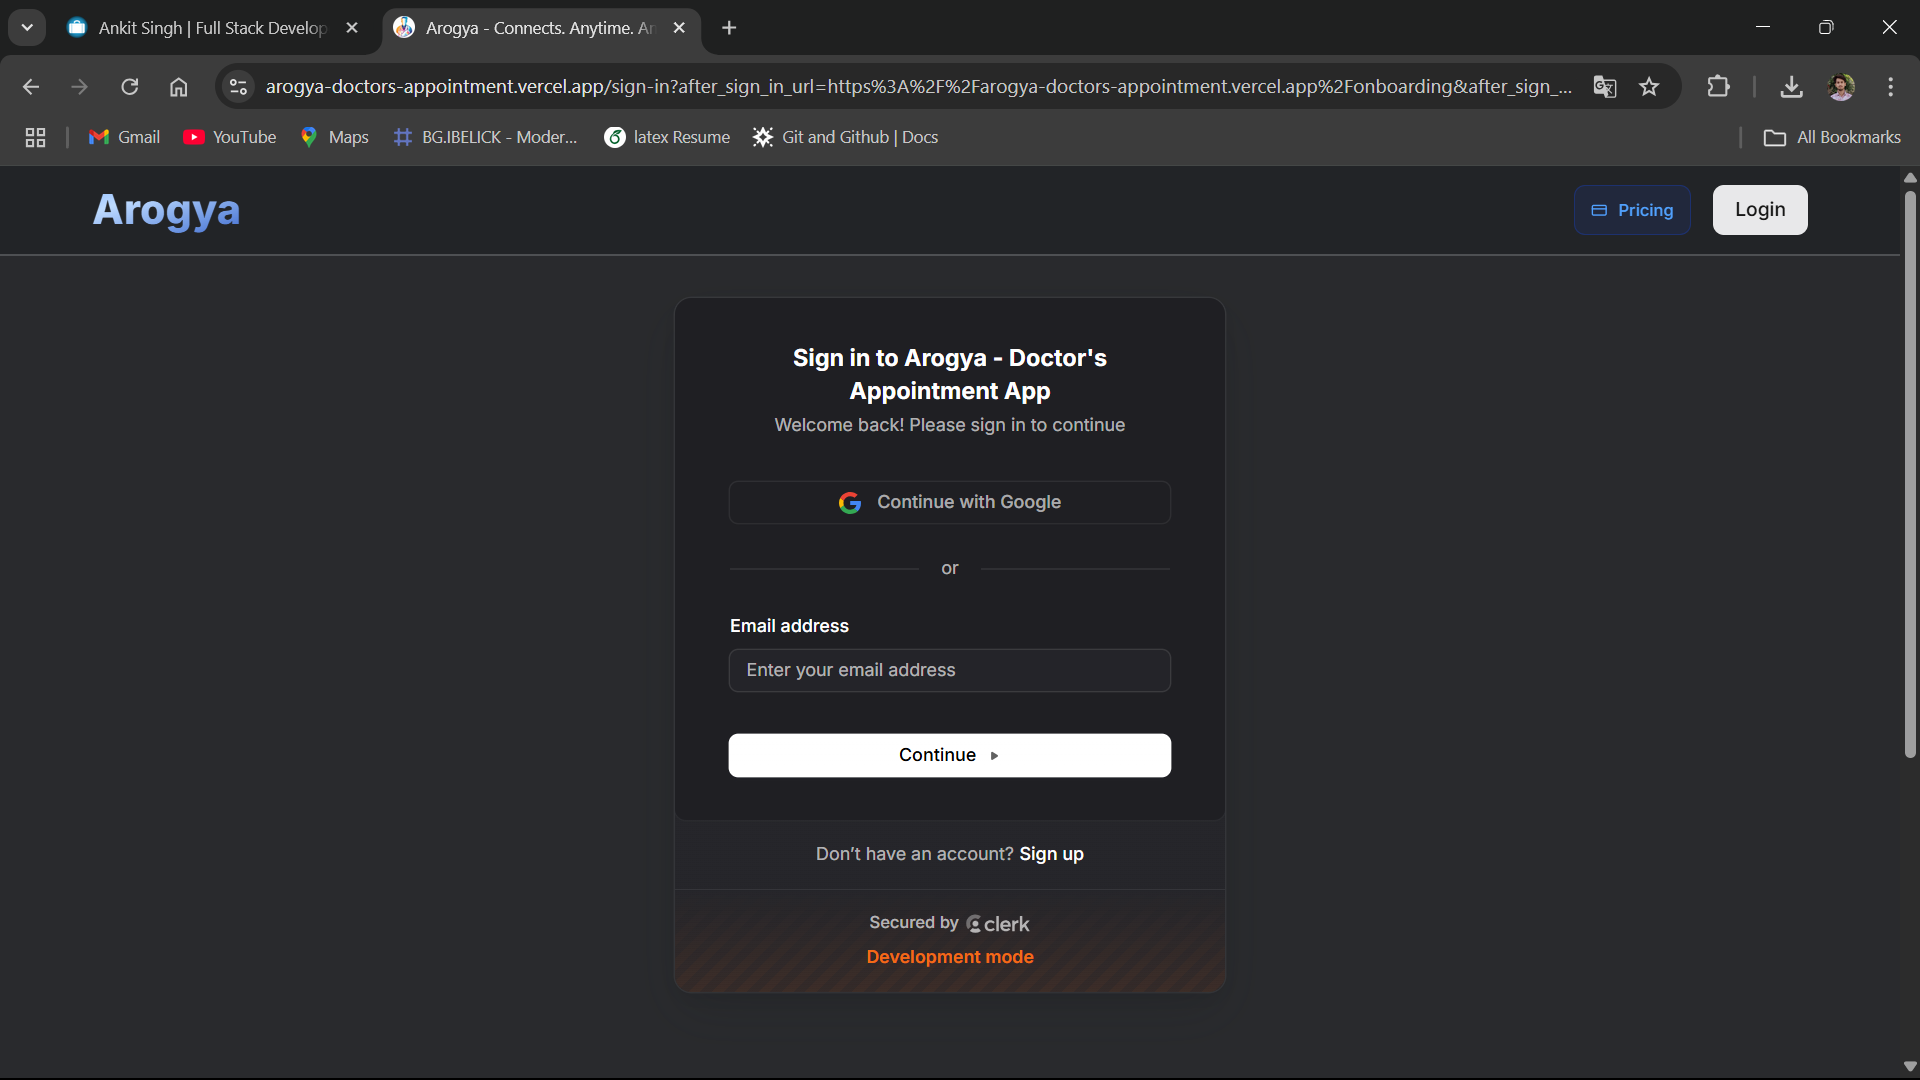 Ankit Singh | Full Stack Develop
Arogya - Connects. Anytime. An
arogya-doctors-appointment.vercel.app/sign-in?after_sign_in_url=https%3A%2F%2Farogya-doctors-appointment.vercel.app%2Fonboarding&after_sign_...
Gmail
YouTube
Maps
BG.IBELICK - Moder...
latex Resume
Git and Github | Docs
All Bookmarks
Arogya
Pricing
Login
Sign in to Arogya - Doctor's
Appointment App
Welcome back! Please sign in to continue
Continue with Google
or
Email address
Enter your email address
Continue
Don’t have an account? Sign up
Secured by clerk
Development mode